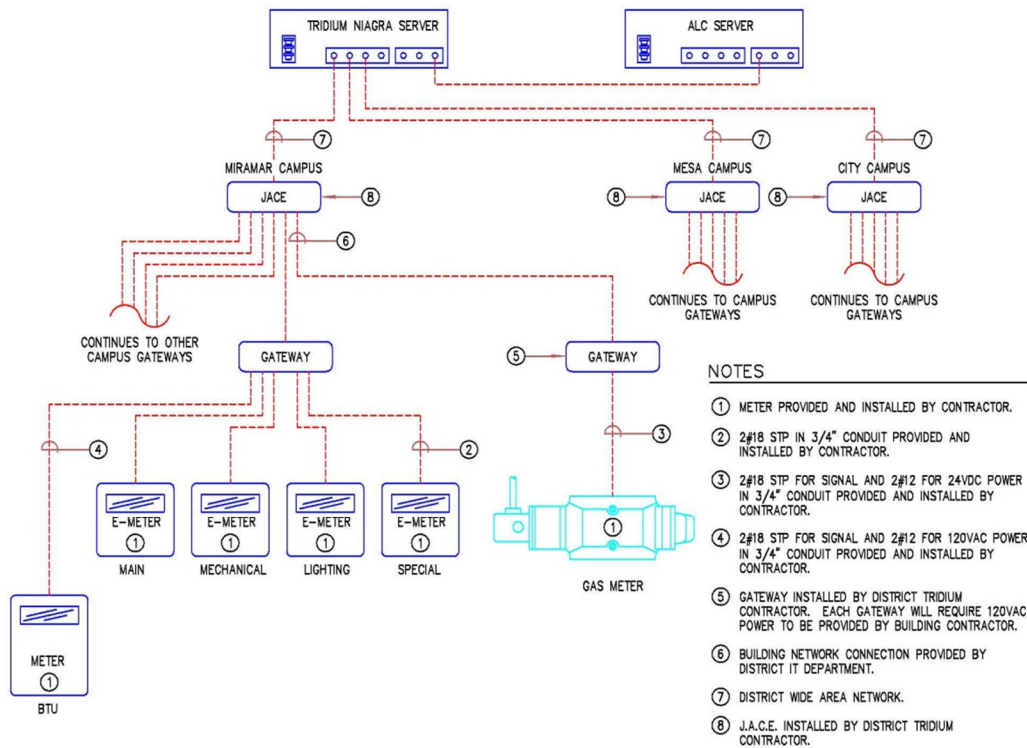 TRIDIUM NIAGRA SERVER
ALC SERVER
7
7
7
MIRAMAR CAMPUS
MESA CAMPUS
CITY CAMPUS
JACE
8
8
JACE
8
JACE
6
CONTINUES TO OTHER
CAMPUS GATEWAYS
CONTINUES TO CAMPUS
GATEWAYS
CONTINUES TO CAMPUS
GATEWAYS
GATEWAY
5
GATEWAY
4
2
3
E-METER
1
MAIN
E-METER
1
MECHANICAL
E-METER
1
LIGHTING
E-METER
1
SPECIAL
1
GAS METER
METER
1
BTU
NOTES
1 METER PROVIDED AND INSTALLED BY CONTRACTOR.
2 2#18 STP IN 3/4" CONDUIT PROVIDED AND
INSTALLED BY CONTRACTOR.
3 2#18 STP FOR SIGNAL AND 2#12 FOR 24VDC POWER
IN 3/4" CONDUIT PROVIDED AND INSTALLED BY
CONTRACTOR.
4 2#18 STP FOR SIGNAL AND 2#12 FOR 120VAC POWER
IN 3/4" CONDUIT PROVIDED AND INSTALLED BY
CONTRACTOR.
5 GATEWAY INSTALLED BY DISTRICT TRIDIUM
CONTRACTOR. EACH GATEWAY WILL REQUIRE 120VAC
POWER TO BE PROVIDED BY BUILDING CONTRACTOR.
6 BUILDING NETWORK CONNECTION PROVIDED BY
DISTRICT IT DEPARTMENT.
7 DISTRICT WIDE AREA NETWORK.
8 J.A.C.E. INSTALLED BY DISTRICT TRIDIUM
CONTRACTOR.